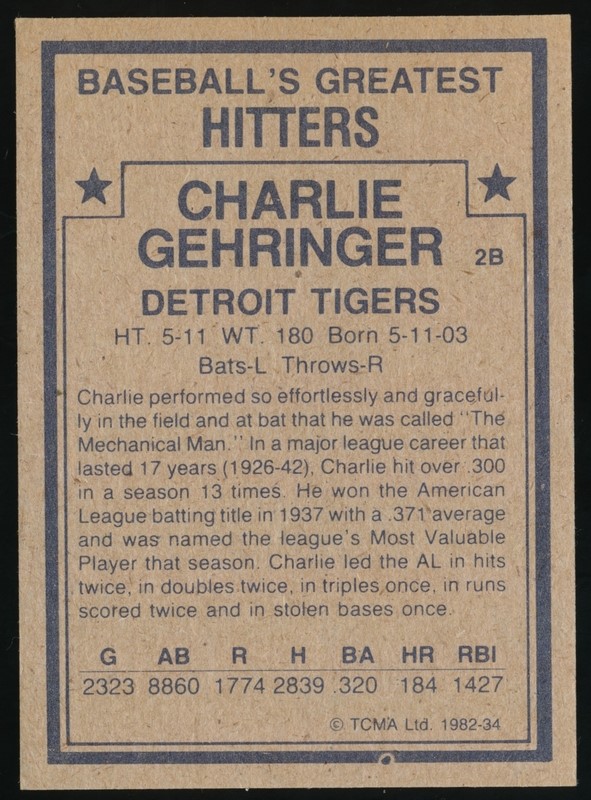 BASEBALL'S GREATEST
HITTERS
CHARLIE
GEHRINGER 2B
DETROIT TIGERS
HT. 5-11 WT. 180 Born 5-11-03
Bats-L Throws-R
Charlie performed so effortlessly and graceful-
ly in the field and at bat that he was called "The
Mechanical Man." In a major league career that
lasted 17 years (1926-42), Charlie hit over .300
in a season 13 times. He won the American
League batting title in 1937 with a .371 average
and was named the league's Most Valuable
Player that season. Charlie led the AL in hits
twice, in doubles twice, in triples once, in runs
scored twice and in stolen bases once.
G AB R H BA HR RBI
2323 8860 1774 2839 .320 184 1427
© TCMA Ltd. 1982-34